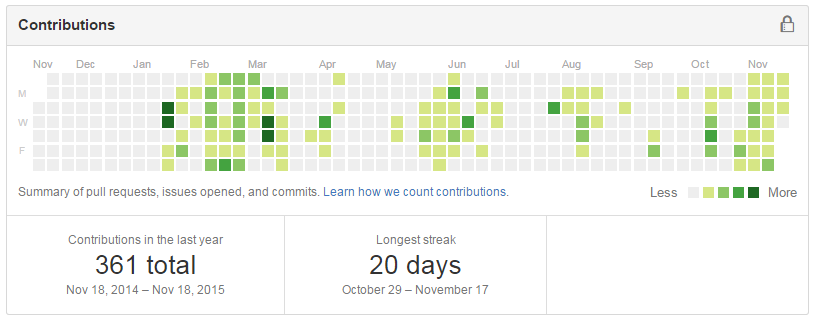 Contributions
Nov Dec Jan Feb Mar Apr May Jun Jul Aug Sep Oct Nov
M
W
F
Summary of pull requests, issues opened, and commits. Learn how we count contributions.
Less More
Contributions in the last year
361 total
Nov 18, 2014 – Nov 18, 2015
Longest streak
20 days
October 29 – November 17